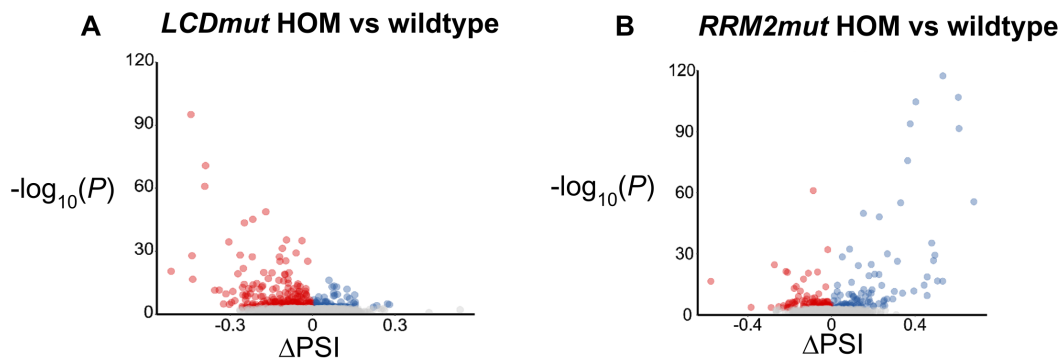 A LCDmut HOM vs wildtype
120
90
60
30
0
-log10(P)
-0.3 0 0.3
ΔPSI
B RRM2mut HOM vs wildtype
120
90
60
30
0
-log10(P)
-0.4 0 0.4
ΔPSI